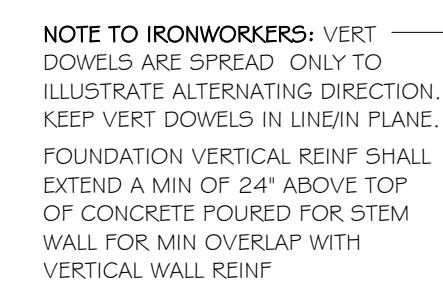 NOTE TO IRONWORKERS: VERT
DOWELS ARE SPREAD ONLY TO
ILLUSTRATE ALTERNATING DIRECTION.
KEEP VERT DOWELS IN LINE/IN PLANE.
FOUNDATION VERTICAL REINF SHALL
EXTEND A MIN OF 24" ABOVE TOP
OF CONCRETE POURED FOR STEM
WALL FOR MIN OVERLAP WITH
VERTICAL WALL REINF